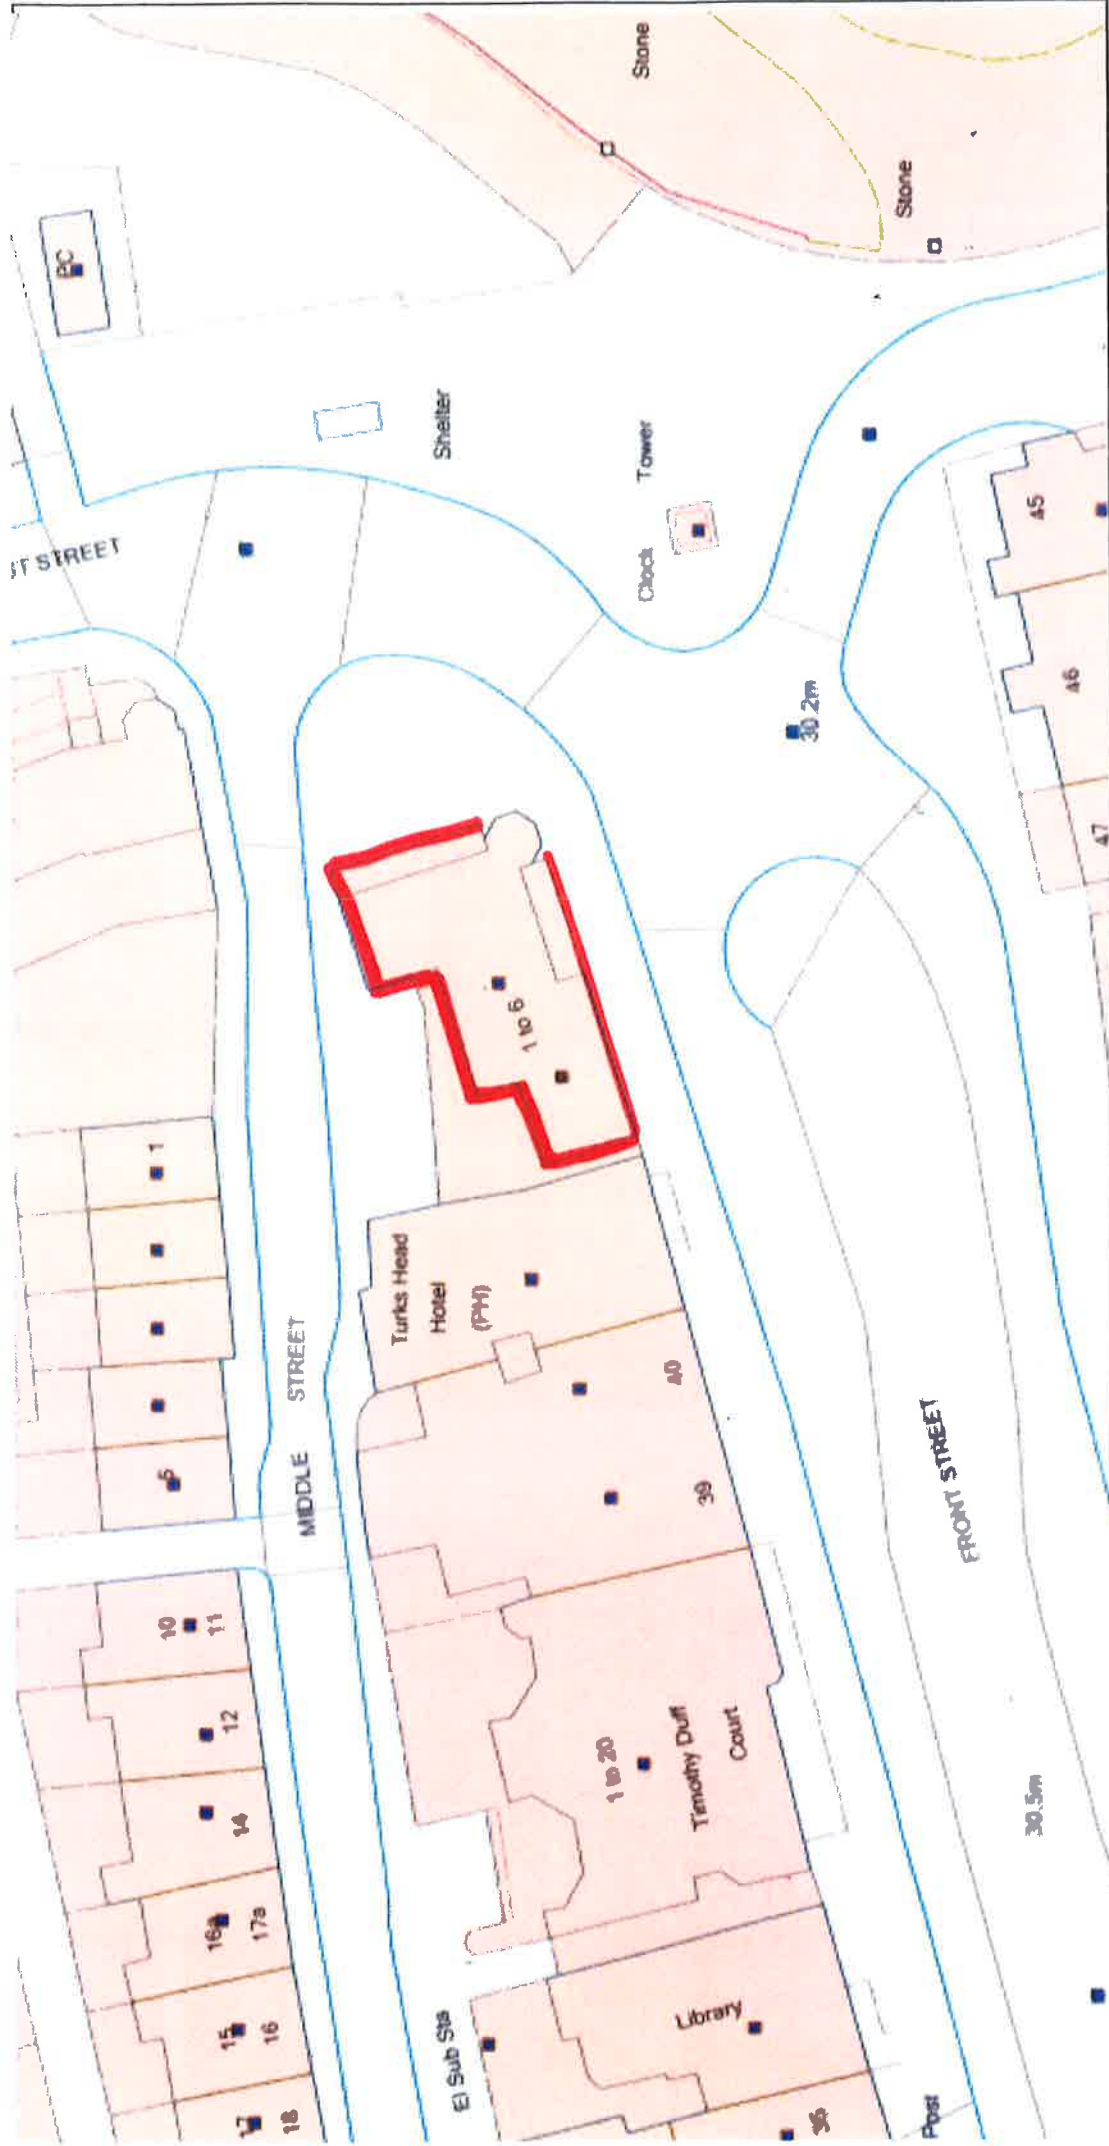 Stone
Stone
PC
Shelter
Clock Tower
ST STREET
30.2m
45
46
47
1 to 6
1
5
MIDDLE STREET
Turks Head
Hotel
(PH)
40
39
FRONT STREET
10
11
12
14
16a
17a
15
16
17
18
1 to 20
Timothy Duff
Court
30.5m
El Sub Sta
Library
Post